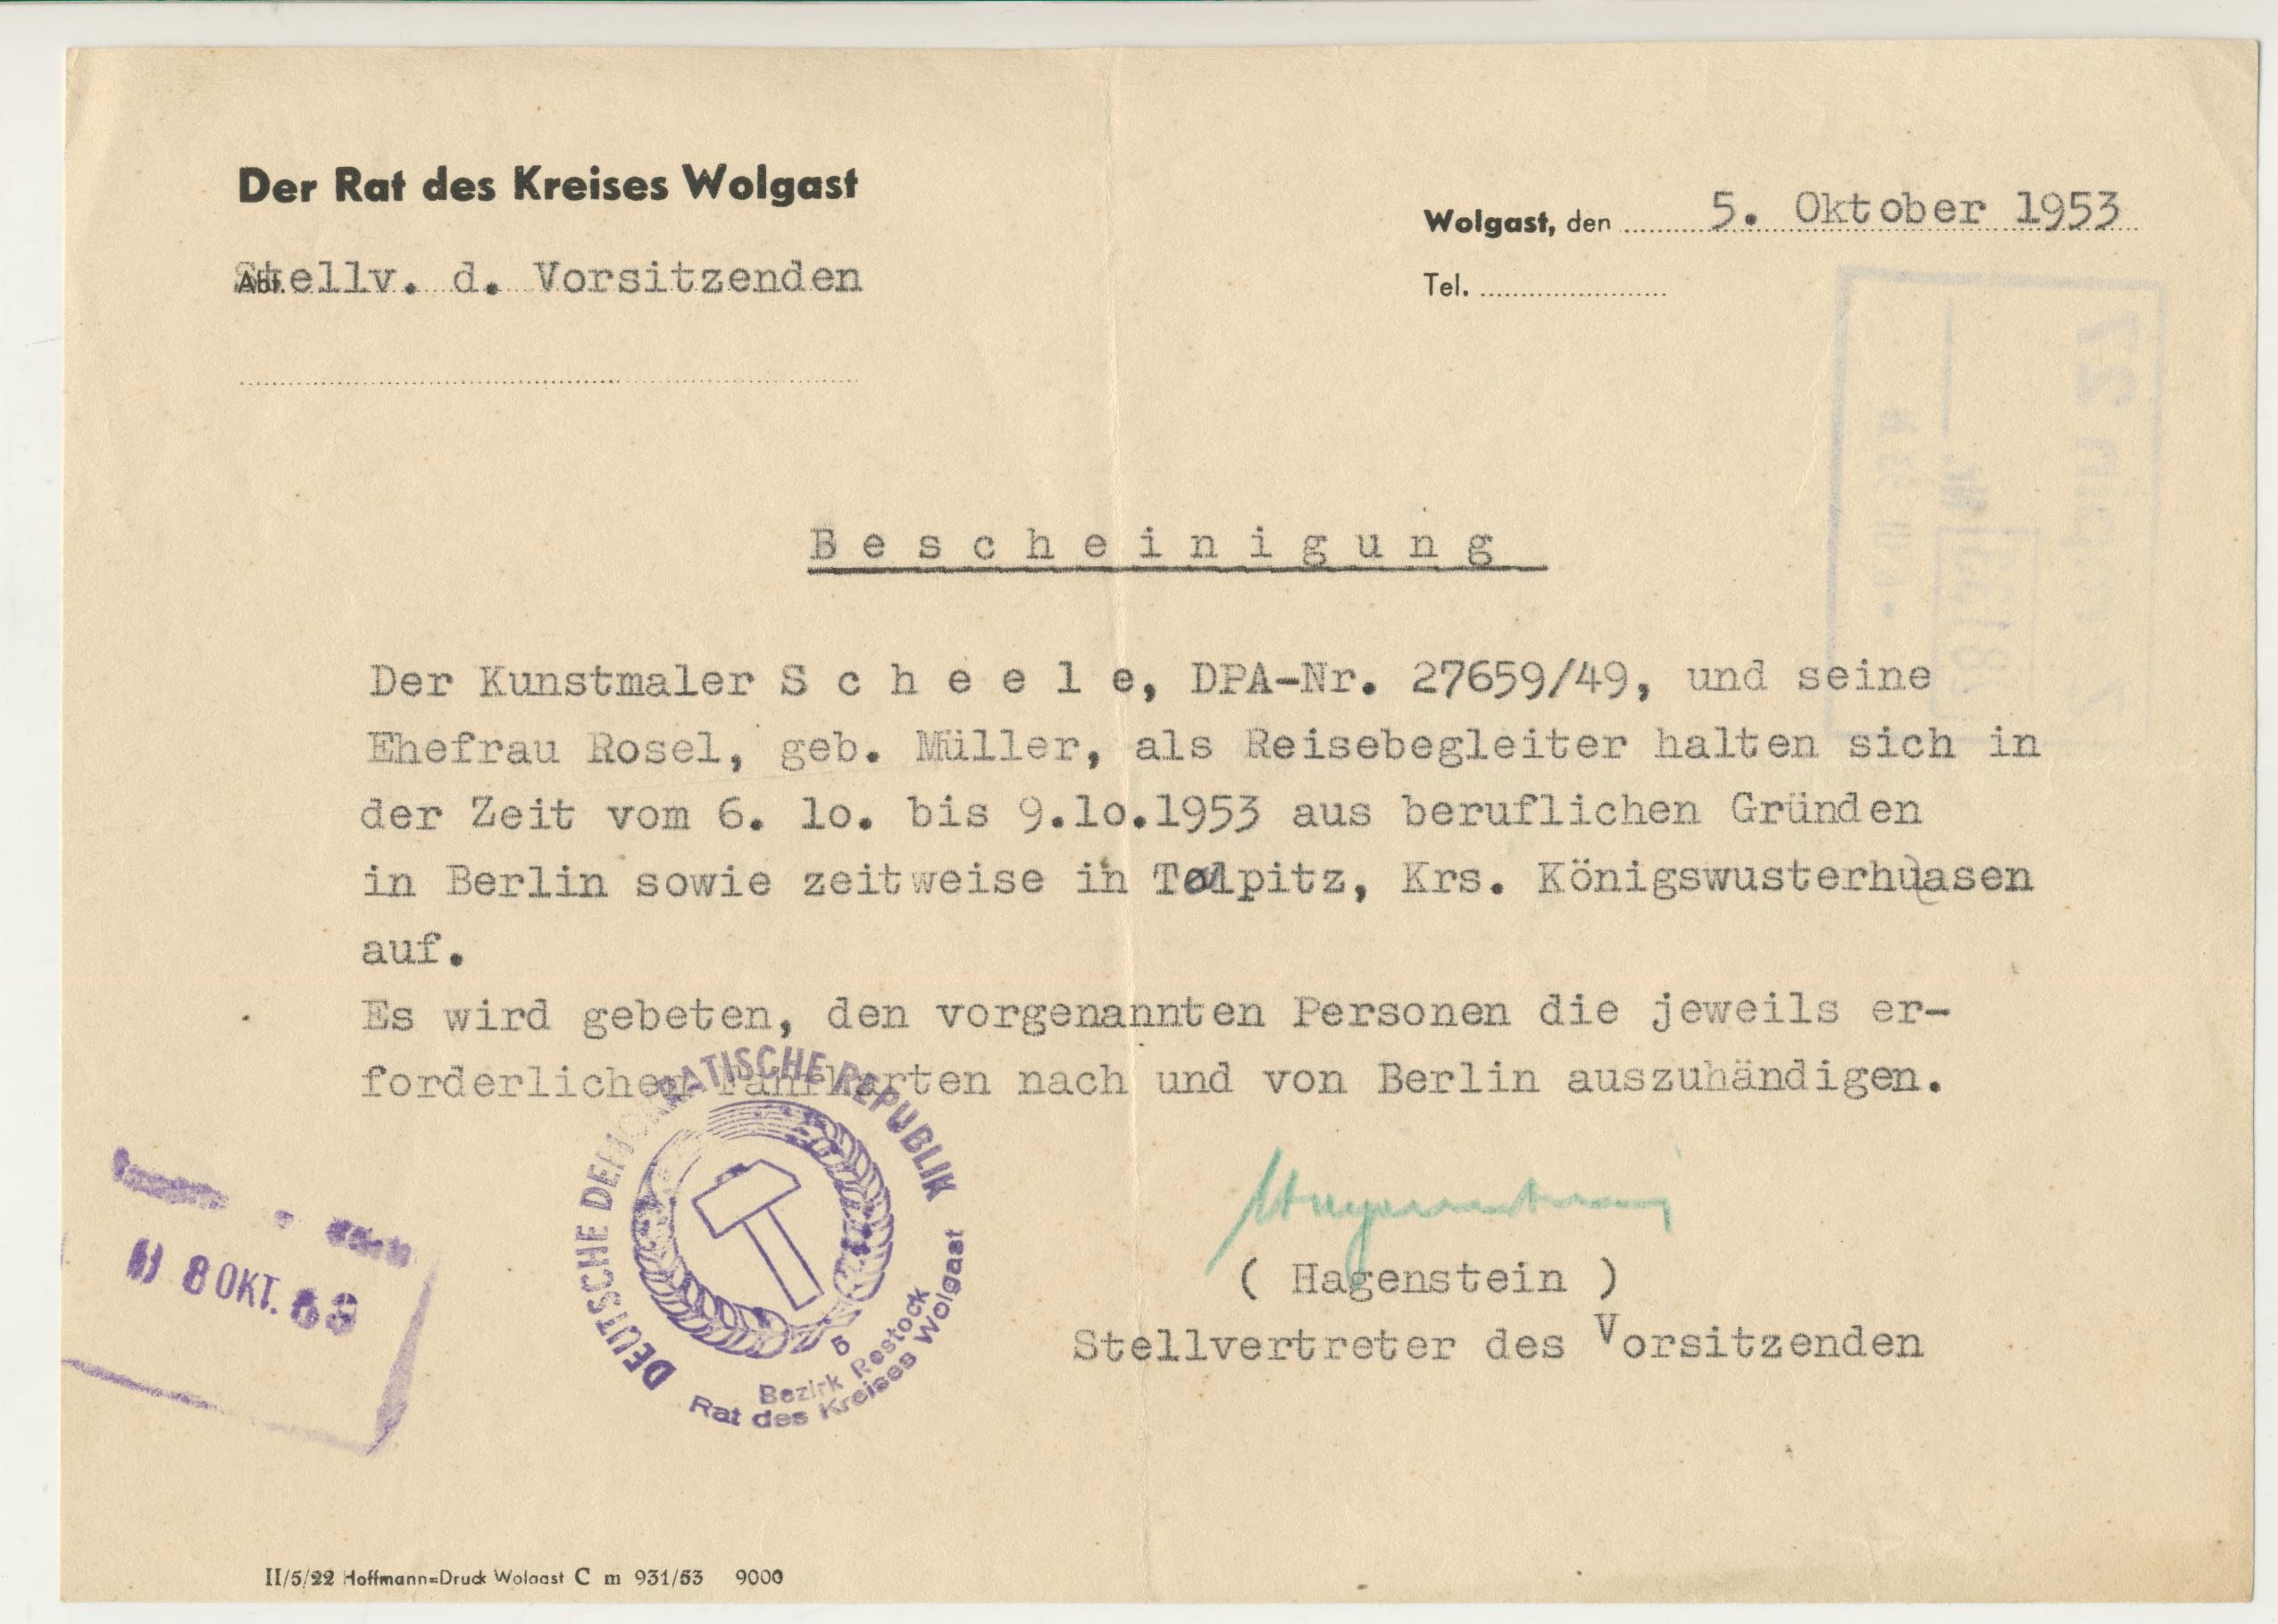 Der Rat des Kreises Wolgast
Abt. Stellv. d. Vorsitzenden
Wolgast, den 5. Oktober 1953
Tel.
Bescheinigung
Der Kunstmaler S c h e e l e, DPA-Nr. 27659/49, und seine
Ehefrau Rosel, geb. Müller, als Reisebegleiter halten sich in
der Zeit vom 6. lo. bis 9.lo.1953 aus beruflichen Gründen
in Berlin sowie zeitweise in Talpitz, Krs. Königswusterhuasen
auf.
Es wird gebeten, den vorgenannten Personen die jeweils er-
forderlichen Fahrkarten nach und von Berlin auszuhändigen.
DEUTSCHE DEMOKRATISCHE REPUBLIK
5
Bezirk Rostock
Rat des Kreises Wolgast
8 OKT.
( Hagenstein )
Stellvertreter des Vorsitzenden
II/5/22 Hoffmann=Druck Wolgast C m 931/53 9000